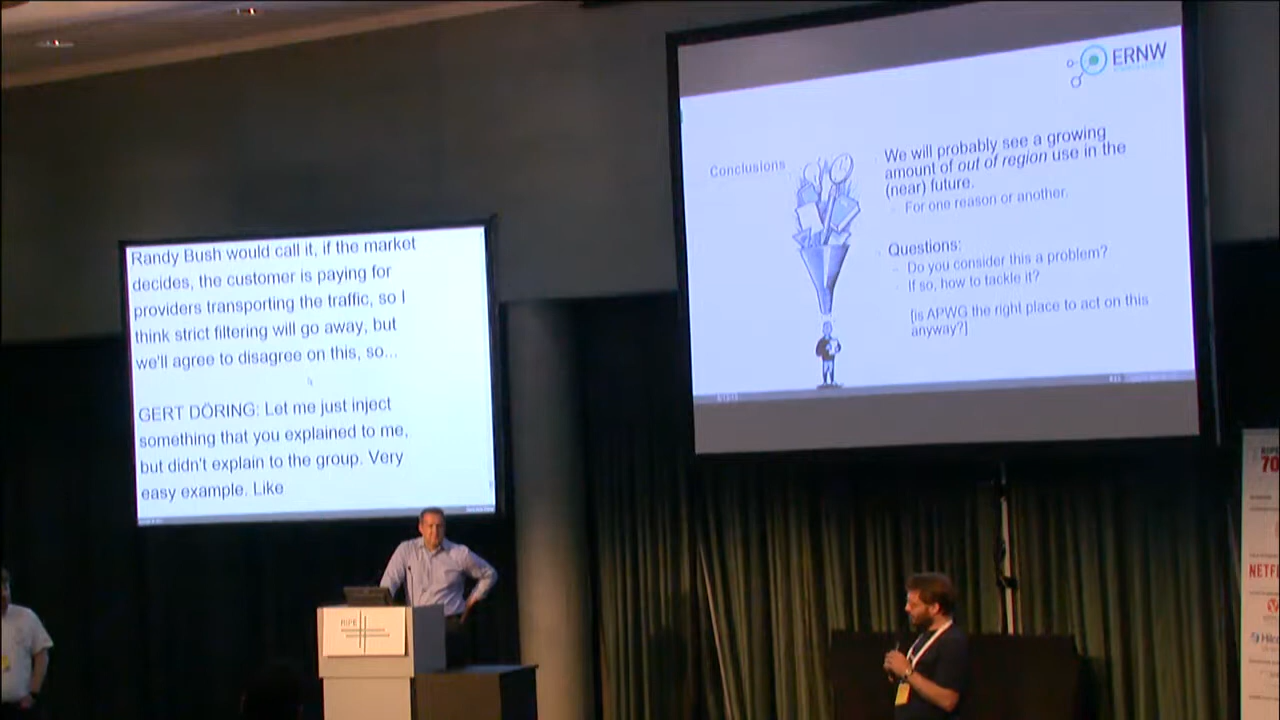 Randy Bush would call it, if the market
decides, the customer is paying for
providers transporting the traffic, so I
think strict filtering will go away, but
we'll agree to disagree on this, so...
GERT DÖRING: Let me just inject
something that you explained to me,
but didn't explain to the group. Very
easy example. Like
ERNW
Conclusions
We will probably see a growing
amount of out of region use in the
(near) future.
- For one reason or another.
Questions:
- Do you consider this a problem?
- If so, how to tackle it?
[is APWG the right place to act on this
anyway?]
RIPE
70
NETFL